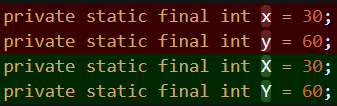 private static final int x = 30;
private static final int y = 60;
private static final int X = 30;
private static final int Y = 60;